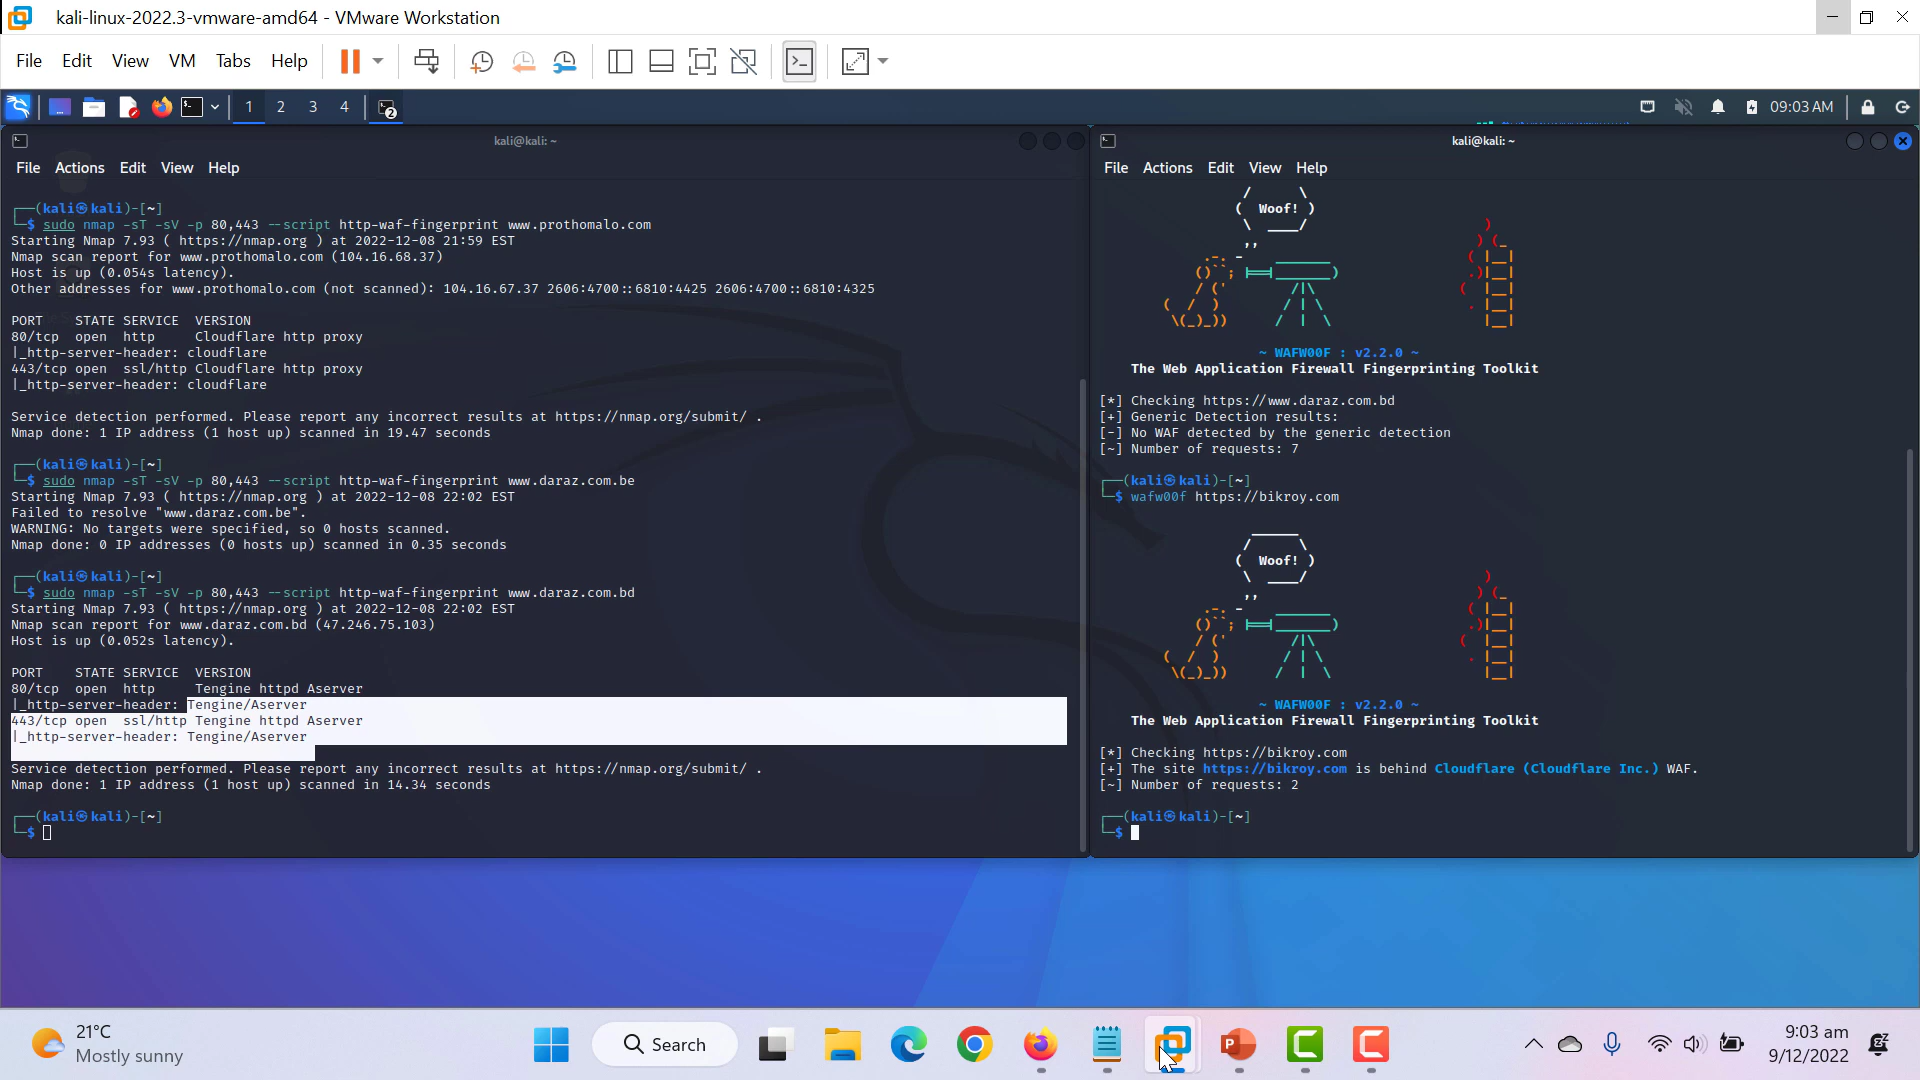 kali-linux-2022.3-vmware-amd64 - VMware Workstation
File Edit View VM Tabs Help
1 2 3 4 2 09:03 AM
kali@kali: ~
File Actions Edit View Help
┌──(kali㉿kali)-[~]
└─$ sudo nmap -sT -sV -p 80,443 --script http-waf-fingerprint www.prothomalo.com
Starting Nmap 7.93 ( https://nmap.org ) at 2022-12-08 21:59 EST
Nmap scan report for www.prothomalo.com (104.16.68.37)
Host is up (0.054s latency).
Other addresses for www.prothomalo.com (not scanned): 104.16.67.37 2606:4700::6810:4425 2606:4700::6810:4325
PORT STATE SERVICE VERSION
80/tcp open http Cloudflare http proxy
|_http-server-header: cloudflare
443/tcp open ssl/http Cloudflare http proxy
|_http-server-header: cloudflare
Service detection performed. Please report any incorrect results at https://nmap.org/submit/ .
Nmap done: 1 IP address (1 host up) scanned in 19.47 seconds
┌──(kali㉿kali)-[~]
└─$ sudo nmap -sT -sV -p 80,443 --script http-waf-fingerprint www.daraz.com.be
Starting Nmap 7.93 ( https://nmap.org ) at 2022-12-08 22:02 EST
Failed to resolve "www.daraz.com.be".
WARNING: No targets were specified, so 0 hosts scanned.
Nmap done: 0 IP addresses (0 hosts up) scanned in 0.35 seconds
┌──(kali㉿kali)-[~]
└─$ sudo nmap -sT -sV -p 80,443 --script http-waf-fingerprint www.daraz.com.bd
Starting Nmap 7.93 ( https://nmap.org ) at 2022-12-08 22:02 EST
Nmap scan report for www.daraz.com.bd (47.246.75.103)
Host is up (0.052s latency).
PORT STATE SERVICE VERSION
80/tcp open http Tengine httpd Aserver
|_http-server-header: Tengine/Aserver
443/tcp open ssl/http Tengine httpd Aserver
|_http-server-header: Tengine/Aserver
Service detection performed. Please report any incorrect results at https://nmap.org/submit/ .
Nmap done: 1 IP address (1 host up) scanned in 14.34 seconds
┌──(kali㉿kali)-[~]
└─$
kali@kali: ~
File Actions Edit View Help
( Woof! )
~ WAFW00F : v2.2.0 ~
The Web Application Firewall Fingerprinting Toolkit
[*] Checking https://www.daraz.com.bd
[+] Generic Detection results:
[-] No WAF detected by the generic detection
[~] Number of requests: 7
┌──(kali㉿kali)-[~]
└─$ wafw00f https://bikroy.com
( Woof! )
~ WAFW00F : v2.2.0 ~
The Web Application Firewall Fingerprinting Toolkit
[*] Checking https://bikroy.com
[+] The site https://bikroy.com is behind Cloudflare (Cloudflare Inc.) WAF.
[~] Number of requests: 2
┌──(kali㉿kali)-[~]
└─$
21°C
Mostly sunny
Search
9:03 am
9/12/2022